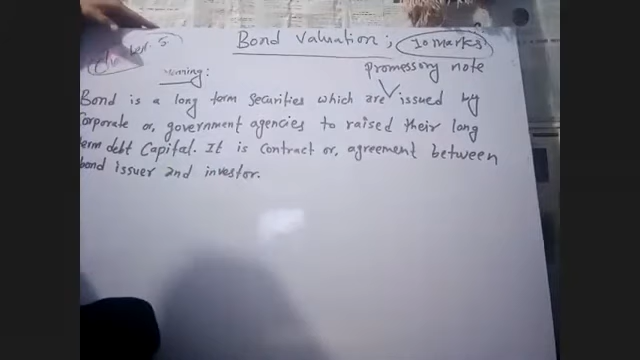 Bond Valuation; 10 Marks
promessory note
Bond is a long term Securities which are issued by
Corporate or, government agencies to raised their long
term debt Capital. It is contract or, agreement between
bond issuer and investor.